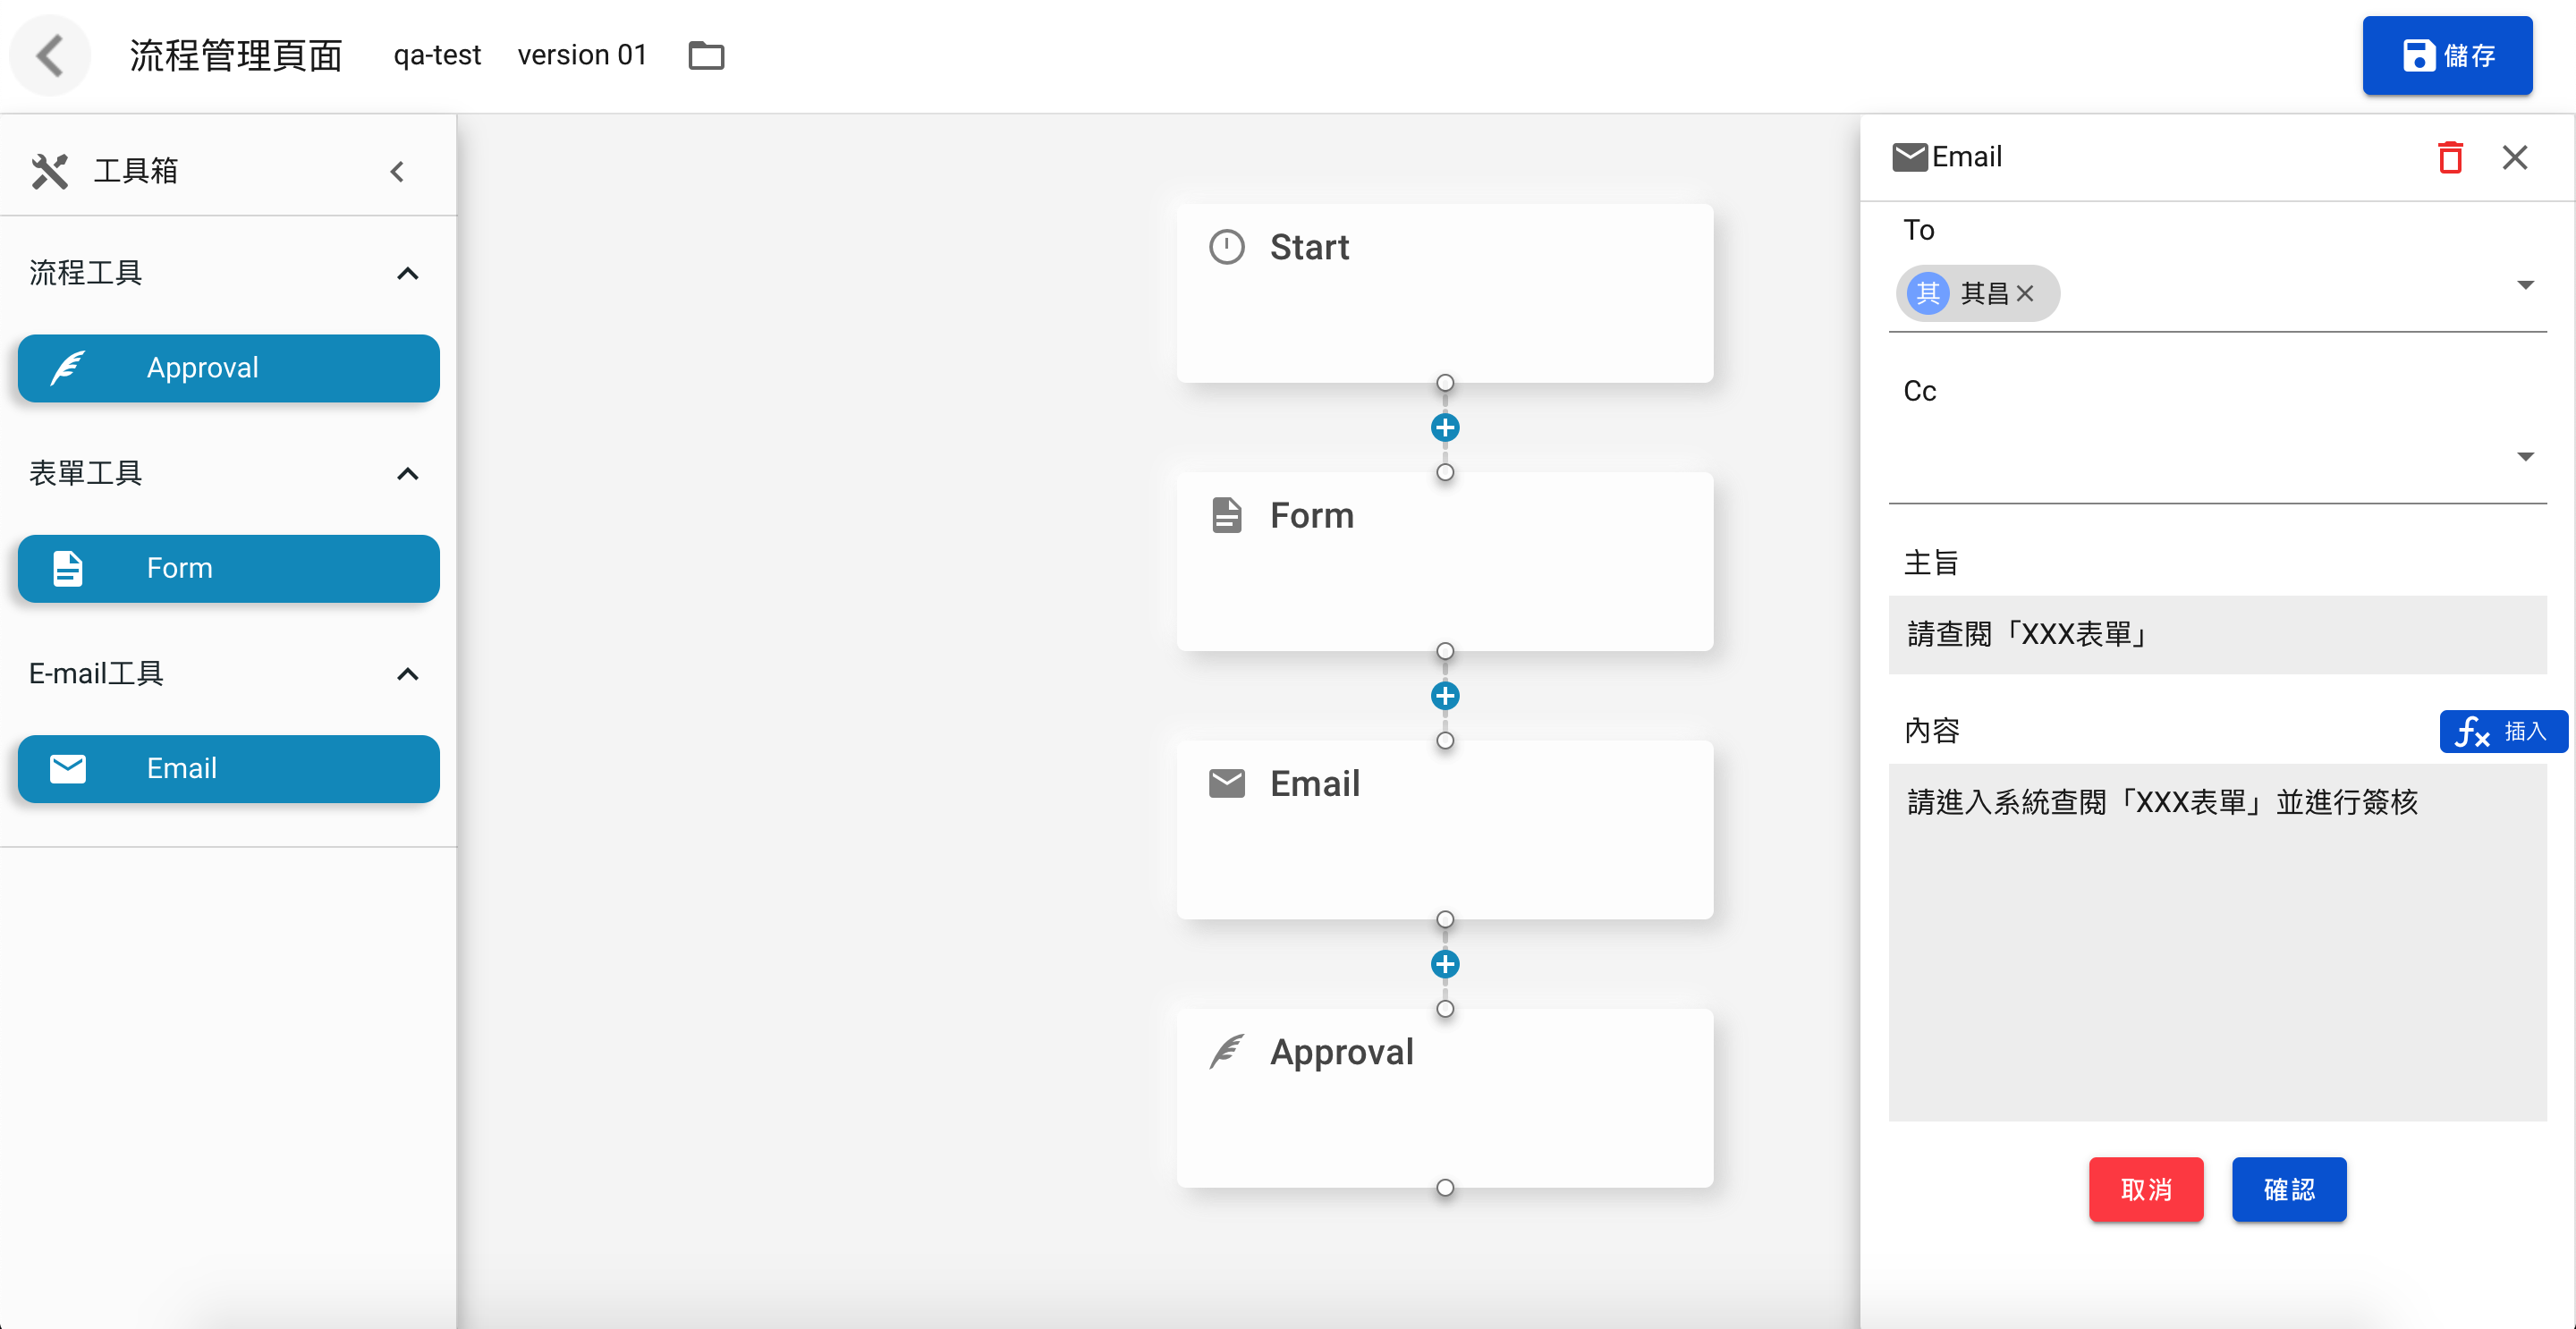 流程管理頁面 qa-test version 01
儲存
工具箱
流程工具
Approval
表單工具
Form
E-mail工具
Email
Start
Form
Email
Approval
Email
To
其 其昌
Cc
主旨
請查閱「XXX表單」
內容
fx 插入
請進入系統查閱「XXX表單」並進行簽核
取消
確認